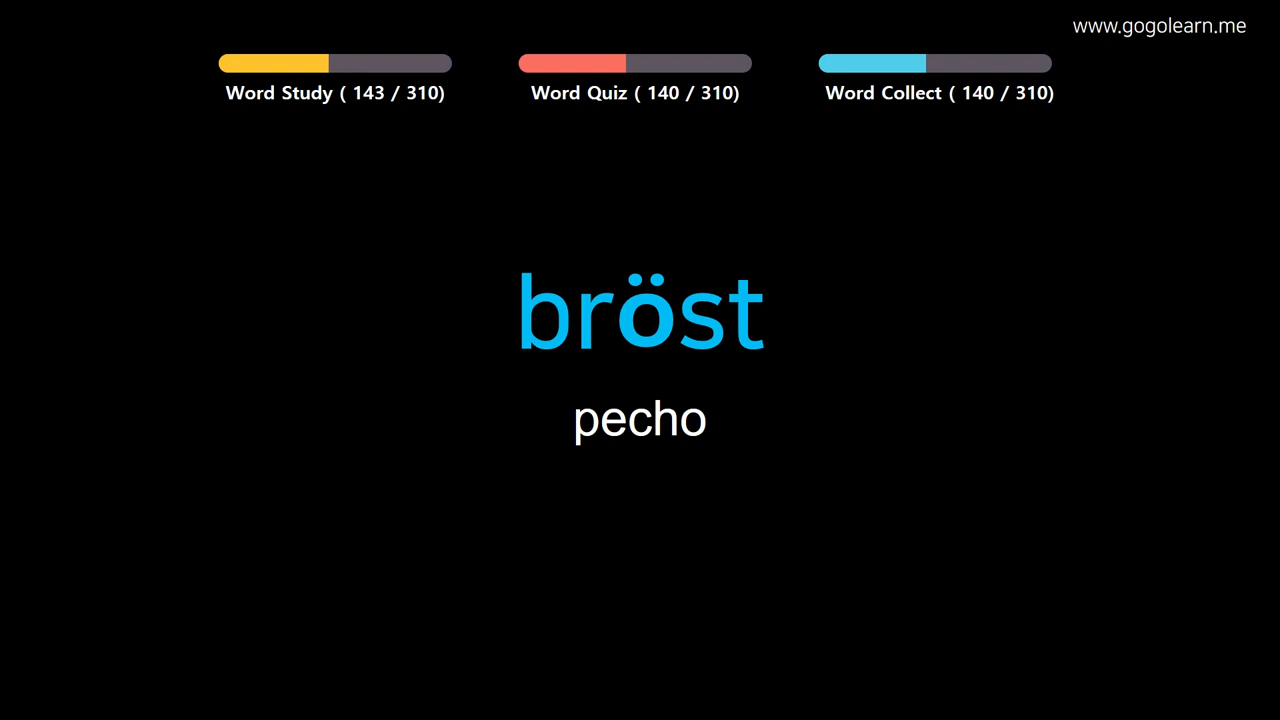 www.gogolearn.me
Word Study ( 143 / 310)
Word Quiz ( 140 / 310)
Word Collect ( 140 / 310)
bröst
pecho